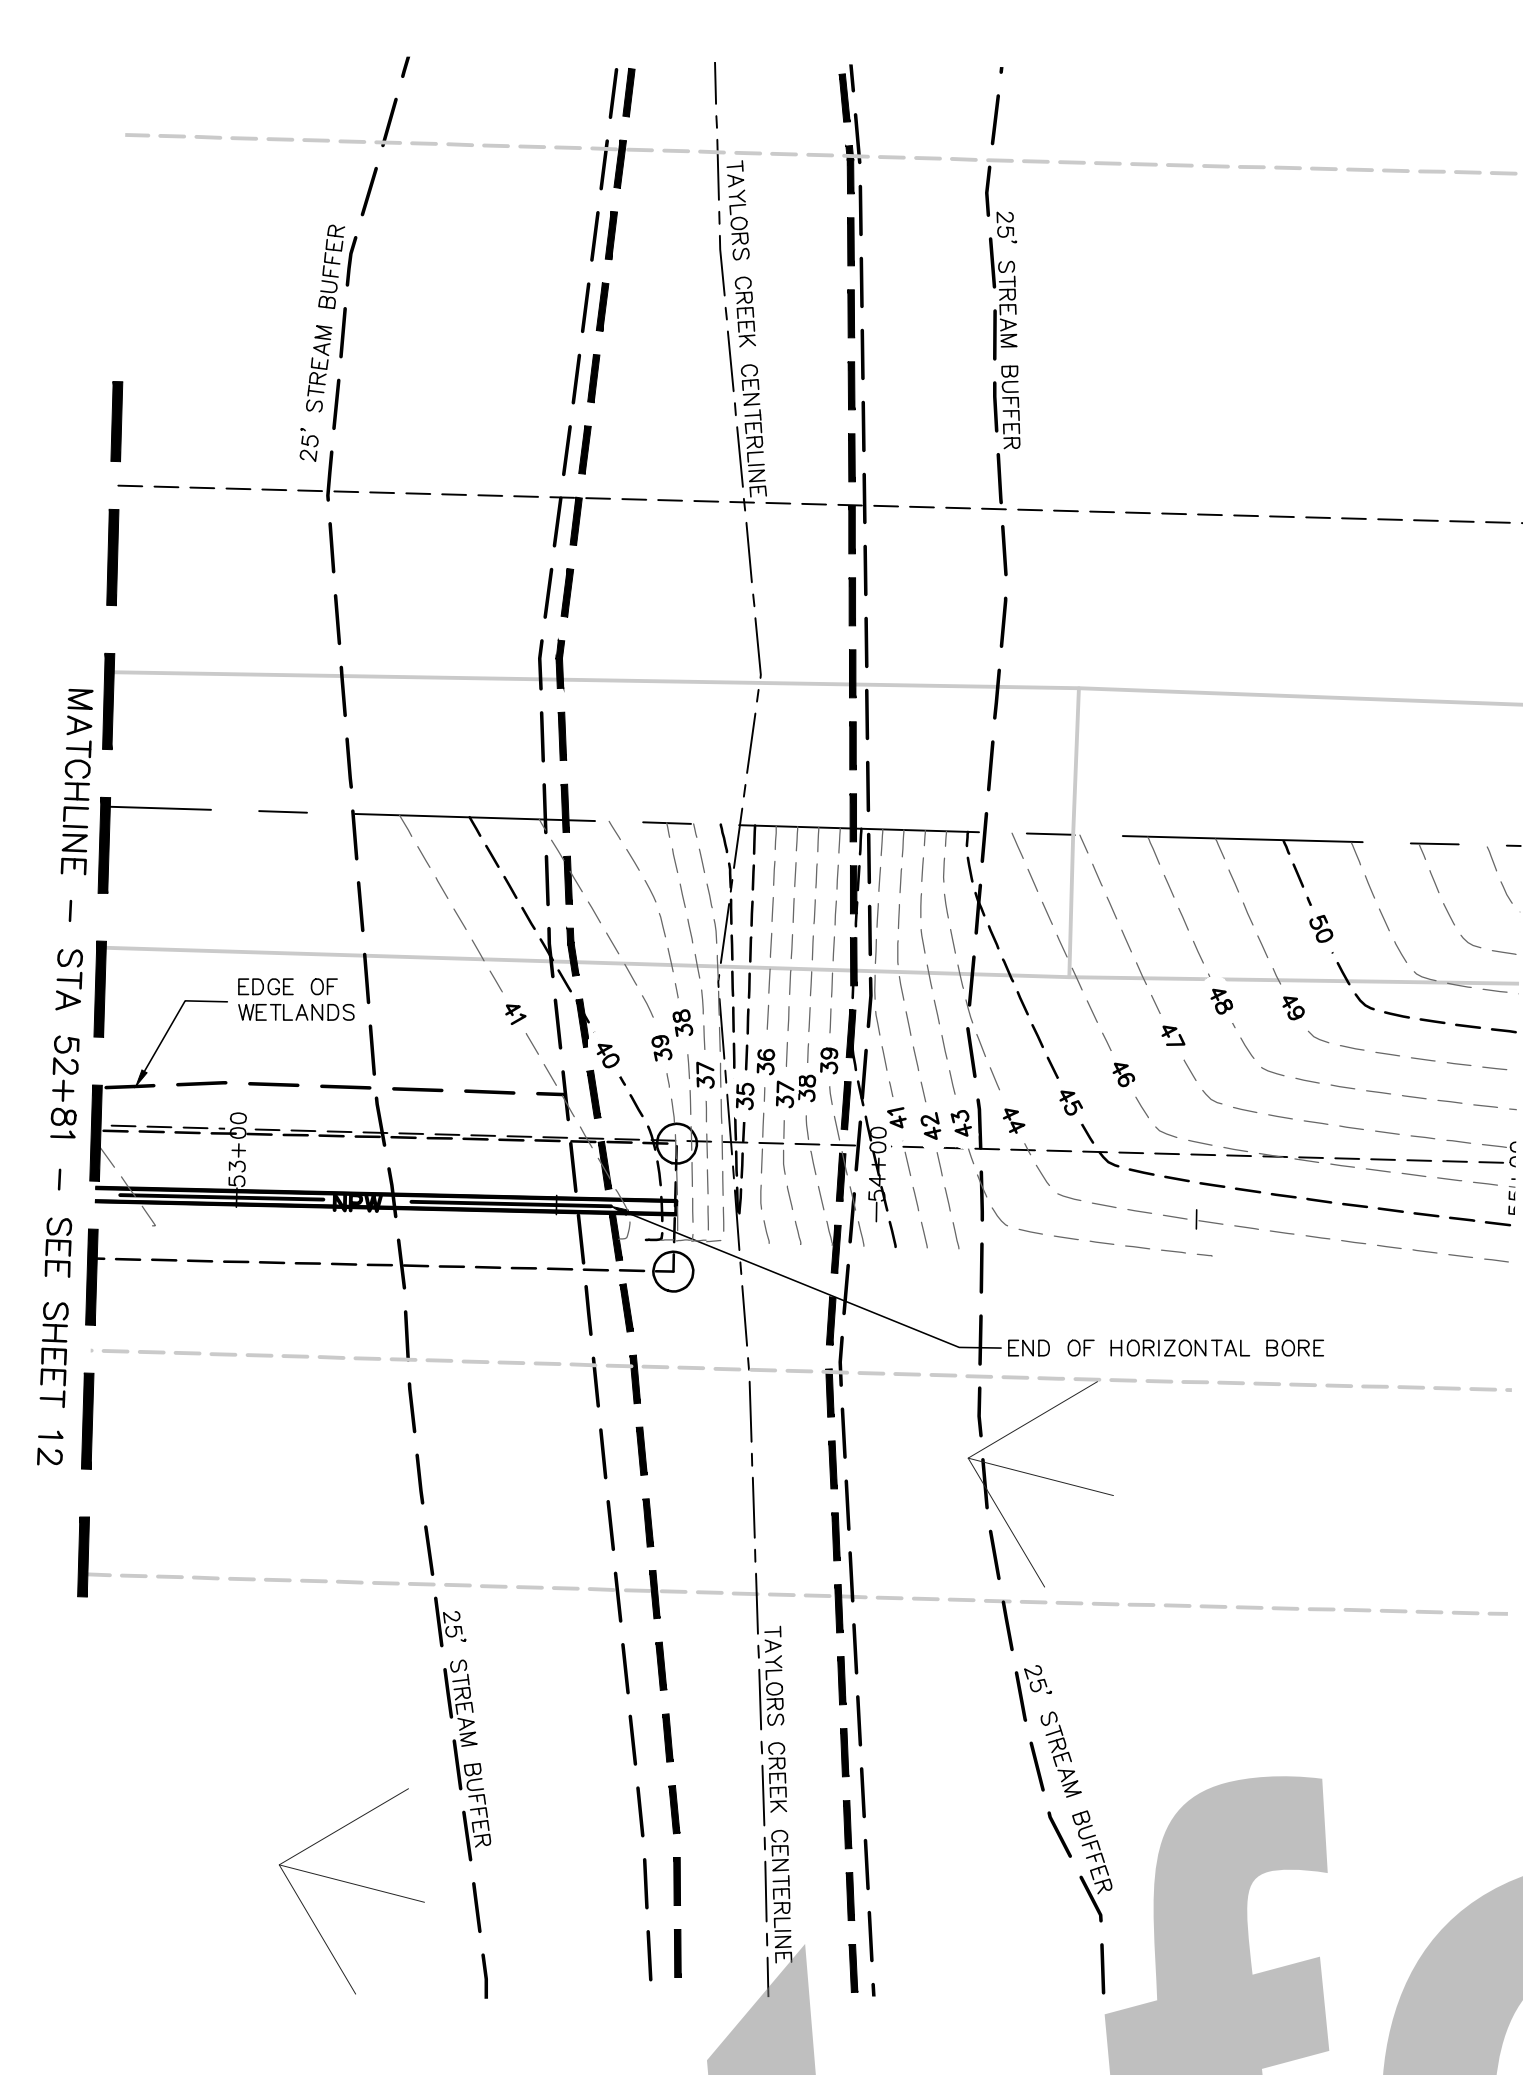 TAYLORS CREEK CENTERLINE
25' STREAM BUFFER
25' STREAM BUFFER
MATCHLINE – STA 52+81 – SEE SHEET 12
50
EDGE OF
WETLANDS
41
40
39
38
37
35
36
37
38
39
41
42
43
44
45
46
47
48
49
53+00
54+00
NPW
END OF HORIZONTAL BORE
25' STREAM BUFFER
TAYLORS CREEK CENTERLINE
25' STREAM BUFFER